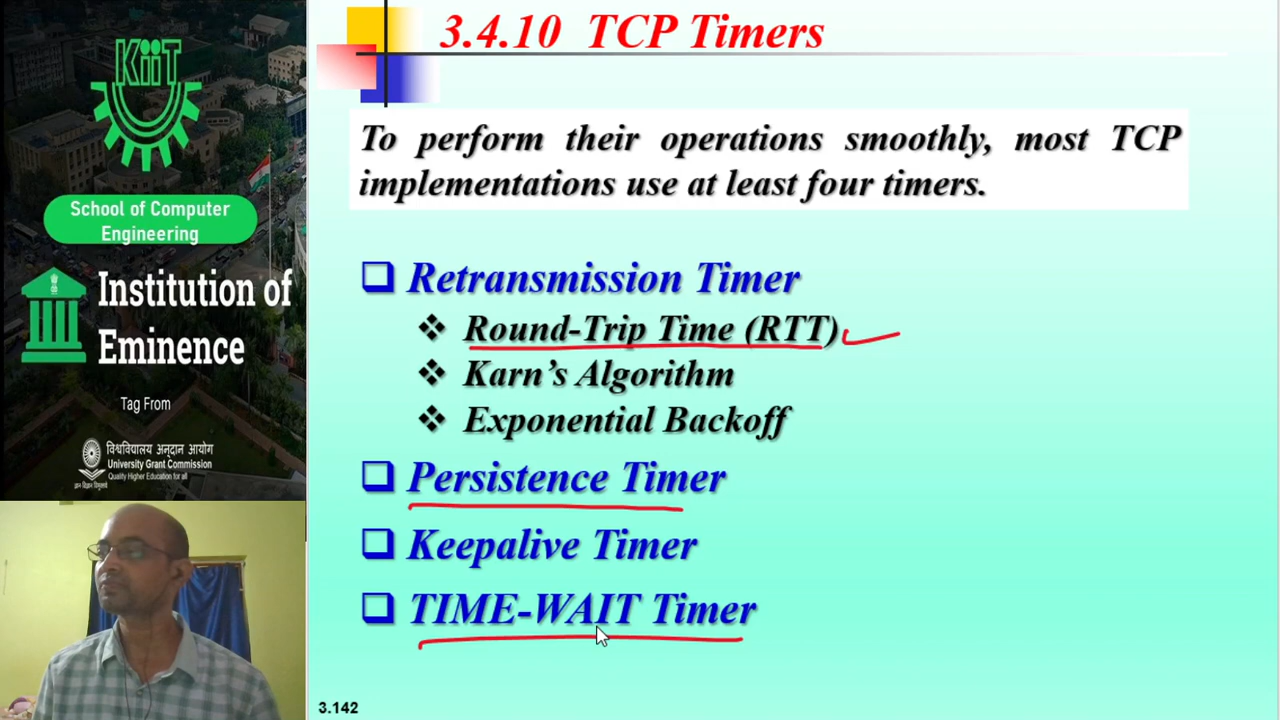 KiiT
School of Computer
Engineering
Institution of
Eminence
Tag From
विश्वविद्यालय अनुदान आयोग
University Grant Commission
Quality Higher Education for all
ज्ञान विज्ञान विमुक्तये
3.4.10 TCP Timers
To perform their operations smoothly, most TCP
implementations use at least four timers.
Retransmission Timer
Round-Trip Time (RTT)
Karn’s Algorithm
Exponential Backoff
Persistence Timer
Keepalive Timer
TIME-WAIT Timer
3.142